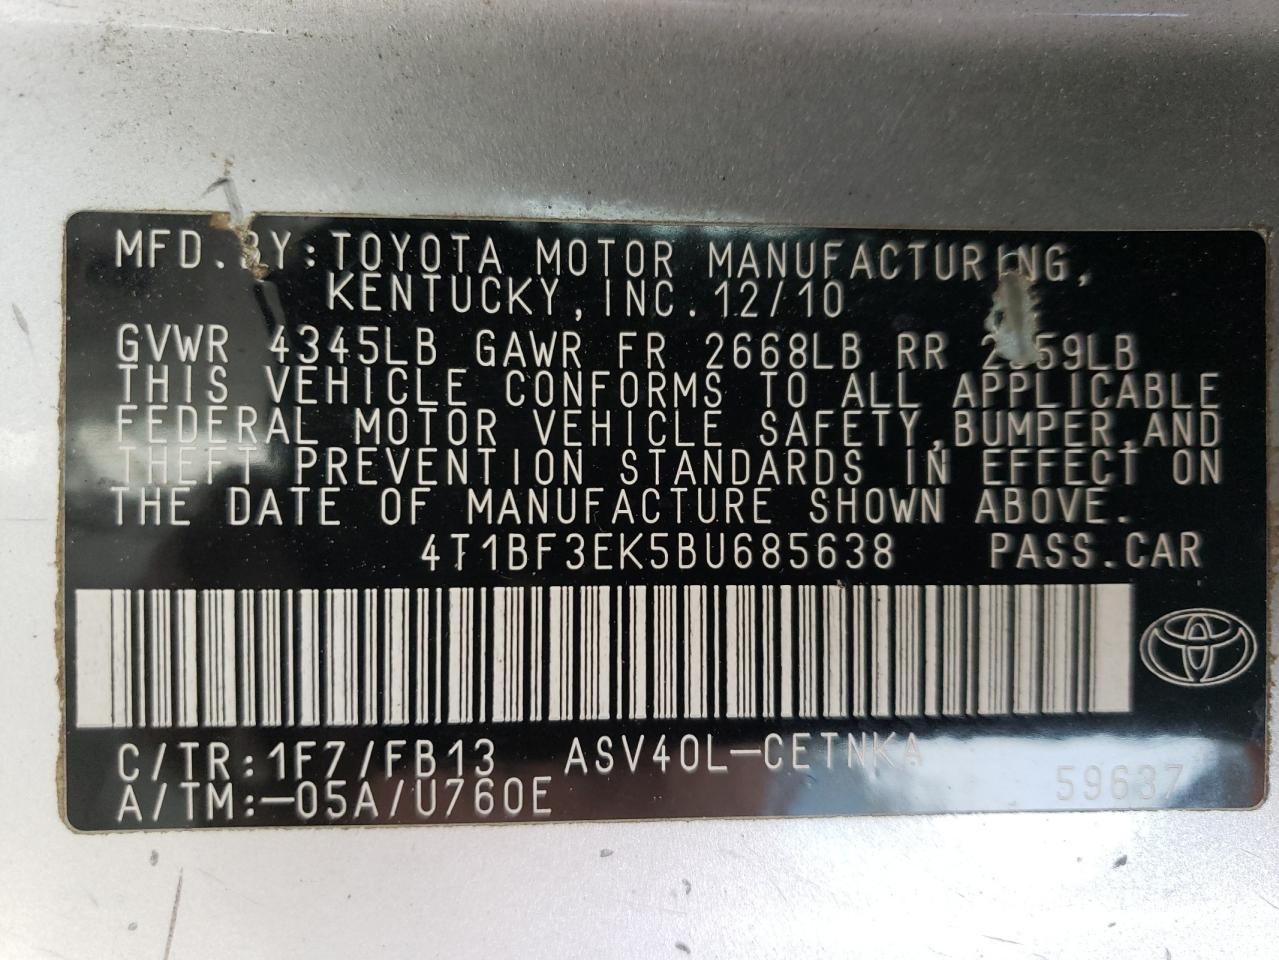 MFD. BY: TOYOTA MOTOR MANUFACTURING,
KENTUCKY, INC. 12/10
GVWR 4345LB GAWR FR 2668LB RR
THIS VEHICLE CONFORMS TO ALL APPLICABLE
FEDERAL MOTOR VEHICLE SAFETY, BUMPER, AND
THEFT PREVENTION STANDARDS IN EFFECT ON
THE DATE OF MANUFACTURE SHOWN ABOVE.
4T1BF3EK5BU685638 PASS. CAR
C/TR: 1F7/FB13 ASV40L-CETNKA
A/TM:-05A/U760E 59637